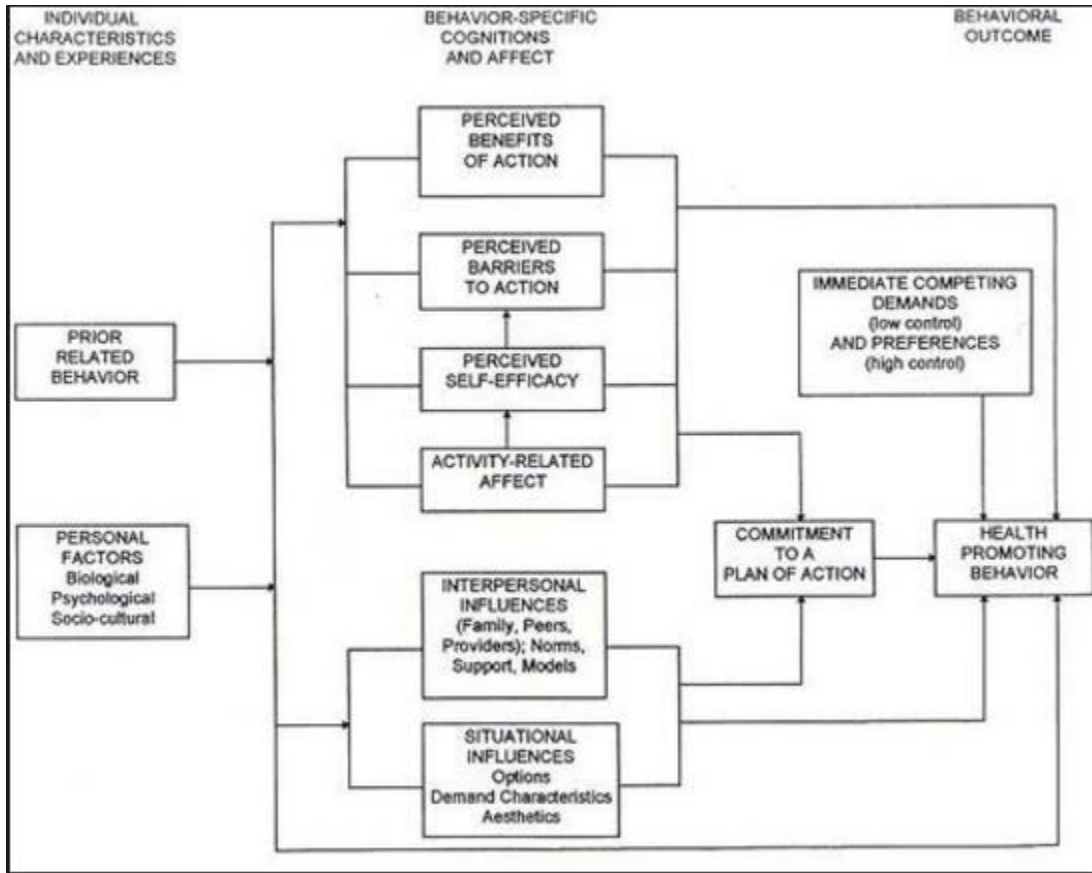 INDIVIDUAL
CHARACTERISTICS
AND EXPERIENCES
BEHAVIOR-SPECIFIC
COGNITIONS
AND AFFECT
BEHAVIORAL
OUTCOME
PERCEIVED
BENEFITS
OF ACTION
PERCEIVED
BARRIERS
TO ACTION
IMMEDIATE COMPETING
DEMANDS
(low control)
AND PREFERENCES
(high control)
PRIOR
RELATED
BEHAVIOR
PERCEIVED
SELF-EFFICACY
ACTIVITY-RELATED
AFFECT
PERSONAL
FACTORS
Biological
Psychological
Socio-cultural
COMMITMENT
TO A
PLAN OF ACTION
HEALTH
PROMOTING
BEHAVIOR
INTERPERSONAL
INFLUENCES
(Family, Peers,
Providers); Norms,
Support, Models
SITUATIONAL
INFLUENCES
Options
Demand Characteristics
Aesthetics